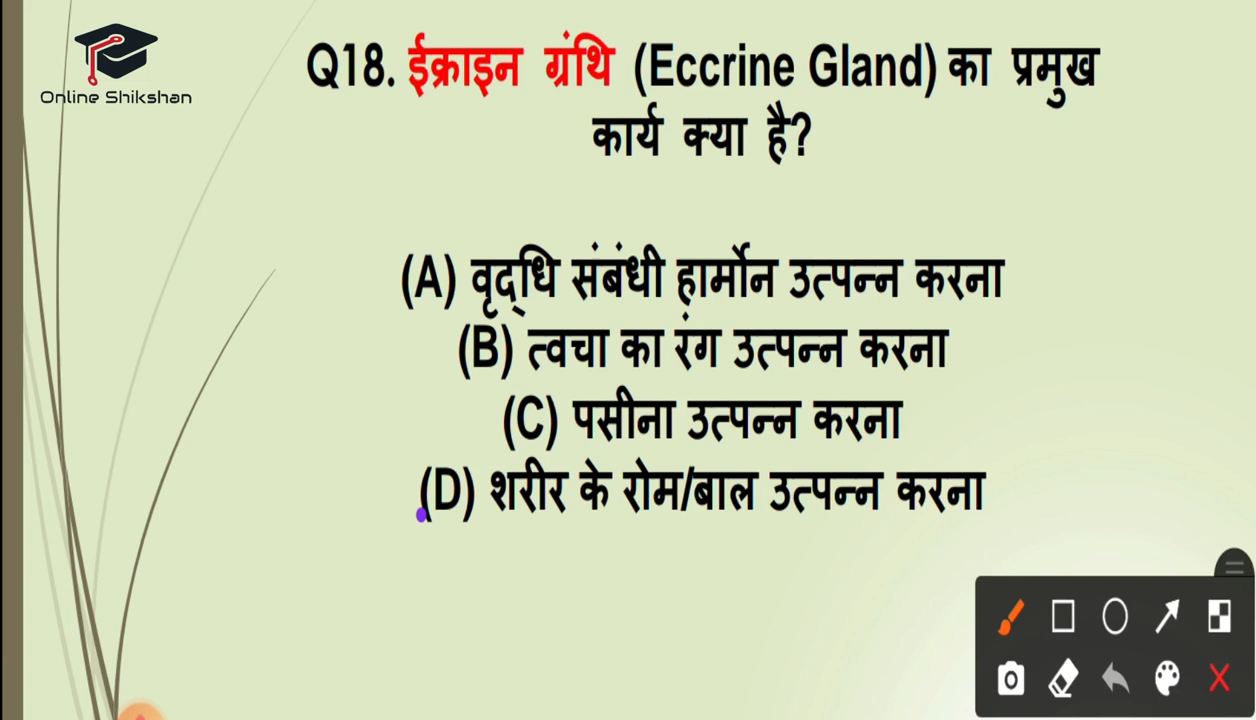 Online Shikshan
Q18. ईक्राइन ग्रंथि (Eccrine Gland) का प्रमुख
कार्य क्या है?
(A) वृद्‌धि संबंधी हार्मोन उत्पन्न करना
(B) त्वचा का रंग उत्पन्न करना
(C) पसीना उत्पन्न करना
(D) शरीर के रोम/बाल उत्पन्न करना